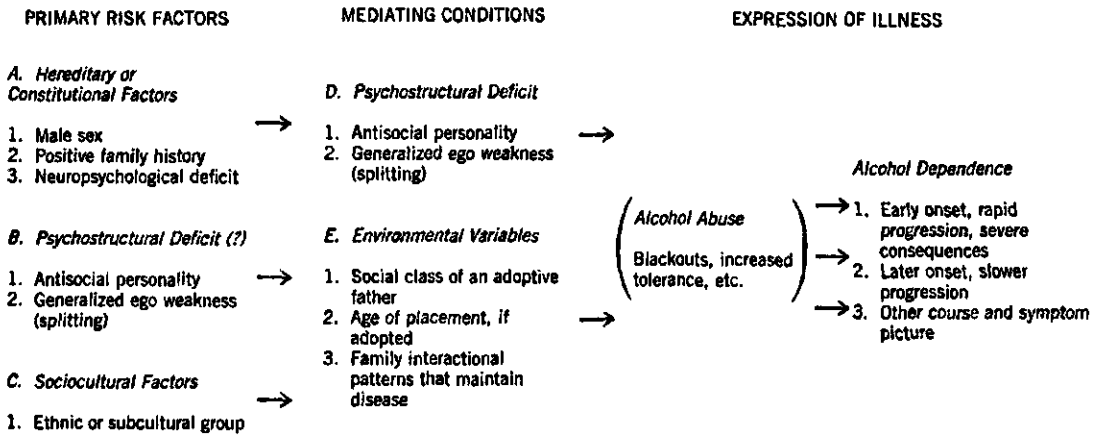 PRIMARY RISK FACTORS
A. Hereditary or
Constitutional Factors
1. Male sex
2. Positive family history
3. Neuropsychological deficit
B. Psychostructural Deficit (?)
1. Antisocial personality
2. Generalized ego weakness
(splitting)
C. Sociocultural Factors
1. Ethnic or subcultural group
MEDIATING CONDITIONS
D. Psychostructural Deficit
1. Antisocial personality
2. Generalized ego weakness
(splitting)
E. Environmental Variables
1. Social class of an adoptive
father
2. Age of placement, if
adopted
3. Family interactional
patterns that maintain
disease
EXPRESSION OF ILLNESS
Alcohol Abuse
Blackouts, increased
tolerance, etc.
Alcohol Dependence
1. Early onset, rapid
progression, severe
consequences
2. Later onset, slower
progression
3. Other course and symptom
picture